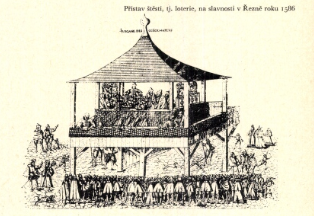 Přístav štěstí, tj. loterie, na slavnosti v Řezně roku 1586